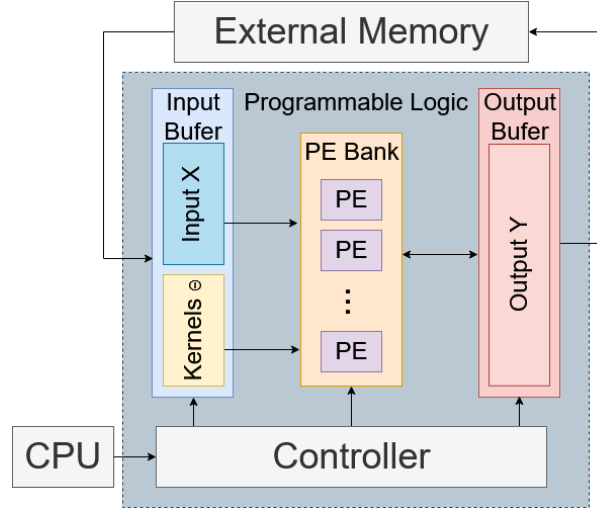 External Memory
Programmable Logic
Input
Bufer
Input X
Kernels Θ
PE Bank
PE
PE
...
PE
Output
Bufer
Output Y
CPU
Controller